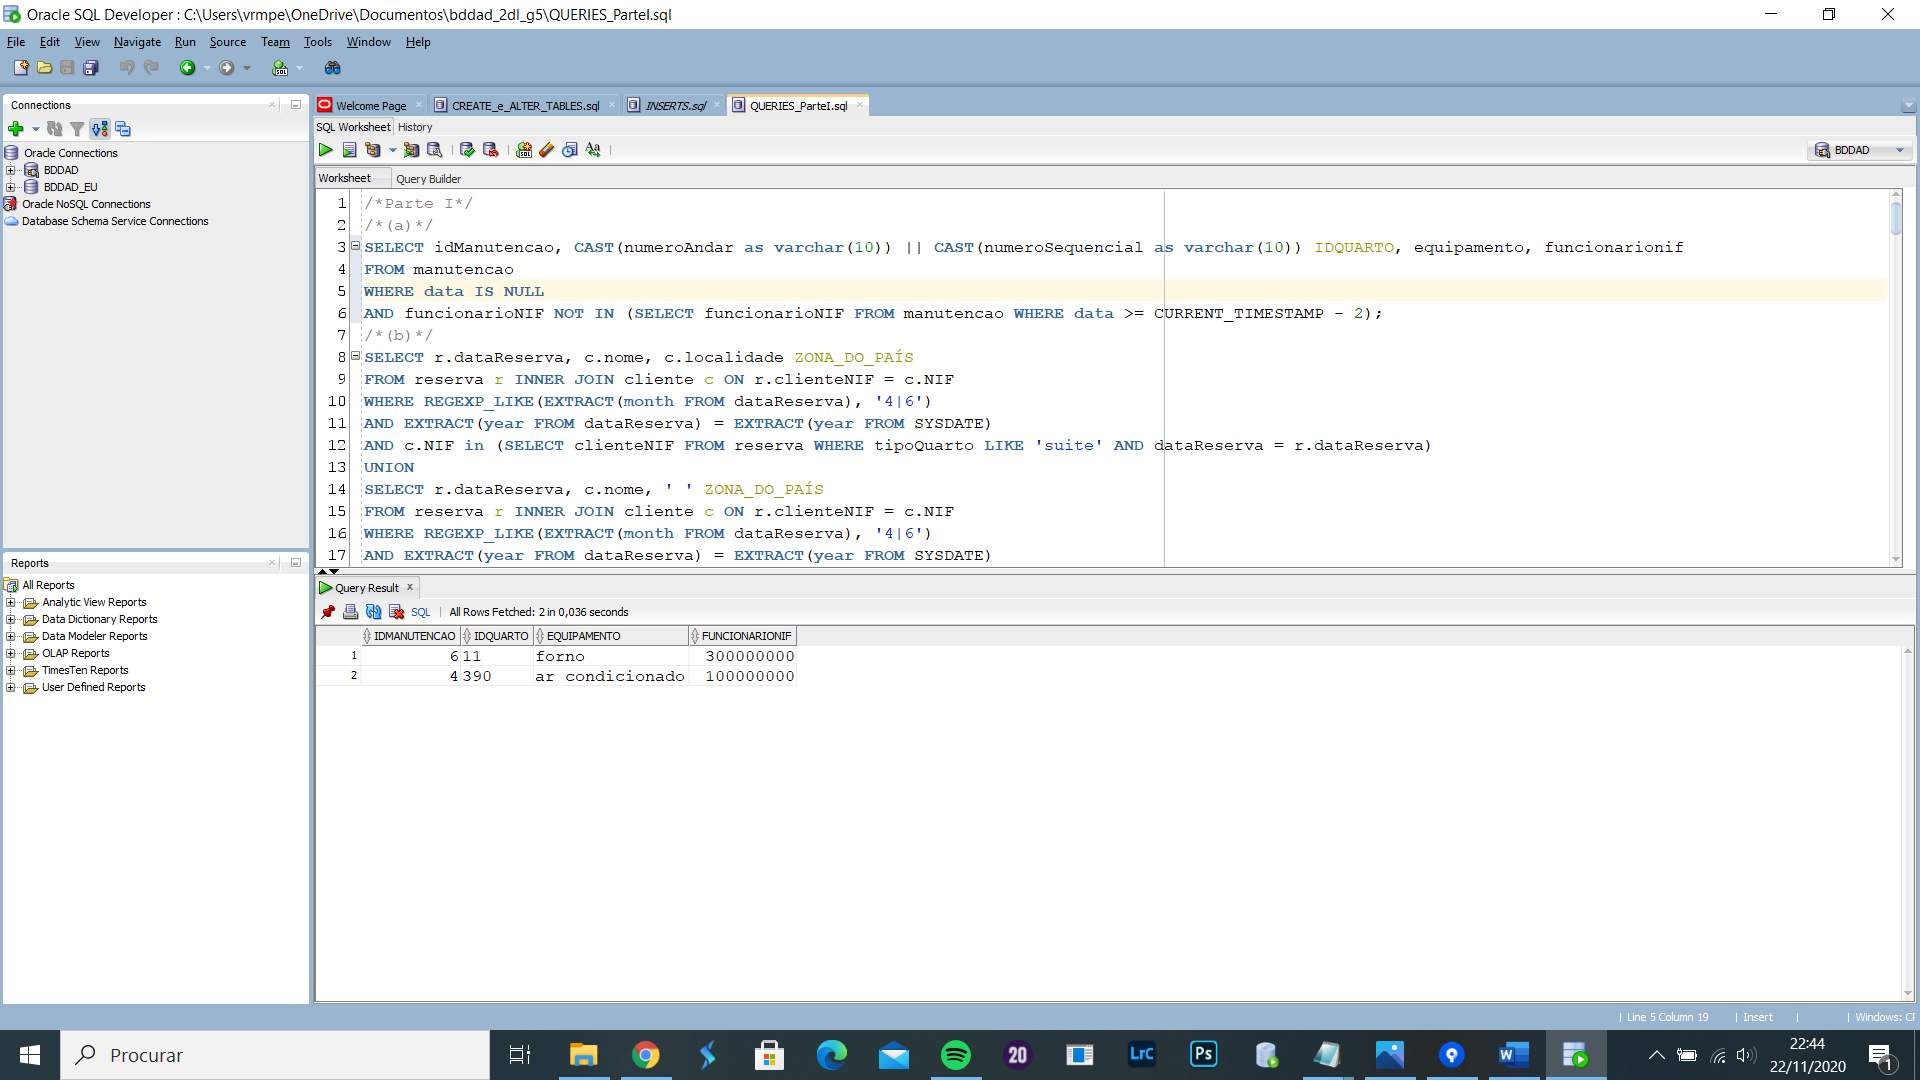 Oracle SQL Developer : C:\Users\vrmpe\OneDrive\Documentos\bddad_2dl_g5\QUERIES_ParteI.sql
File Edit View Navigate Run Source Team Tools Window Help
Connections
Oracle Connections
BDDAD
BDDAD_EU
Oracle NoSQL Connections
Database Schema Service Connections
Reports
All Reports
Analytic View Reports
Data Dictionary Reports
Data Modeler Reports
OLAP Reports
TimesTen Reports
User Defined Reports
Welcome Page CREATE_e_ALTER_TABLES.sql INSERTS.sql QUERIES_ParteI.sql
SQL Worksheet History
BDDAD
Worksheet Query Builder
1 /*Parte I*/
2 /*(a)*/
3 SELECT idManutencao, CAST(numeroAndar as varchar(10)) || CAST(numeroSequencial as varchar(10)) IDQUARTO, equipamento, funcionarionif
4 FROM manutencao
5 WHERE data IS NULL
6 AND funcionarioNIF NOT IN (SELECT funcionarioNIF FROM manutencao WHERE data >= CURRENT_TIMESTAMP - 2);
7 /*(b)*/
8 SELECT r.dataReserva, c.nome, c.localidade ZONA_DO_PAÍS
9 FROM reserva r INNER JOIN cliente c ON r.clienteNIF = c.NIF
10 WHERE REGEXP_LIKE(EXTRACT(month FROM dataReserva), '4|6')
11 AND EXTRACT(year FROM dataReserva) = EXTRACT(year FROM SYSDATE)
12 AND c.NIF in (SELECT clienteNIF FROM reserva WHERE tipoQuarto LIKE 'suite' AND dataReserva = r.dataReserva)
13 UNION
14 SELECT r.dataReserva, c.nome, ' ' ZONA_DO_PAÍS
15 FROM reserva r INNER JOIN cliente c ON r.clienteNIF = c.NIF
16 WHERE REGEXP_LIKE(EXTRACT(month FROM dataReserva), '4|6')
17 AND EXTRACT(year FROM dataReserva) = EXTRACT(year FROM SYSDATE)
Query Result
SQL | All Rows Fetched: 2 in 0,036 seconds
IDMANUTENCAO IDQUARTO EQUIPAMENTO FUNCIONARIONIF
1 6 11 forno 300000000
2 4 390 ar condicionado 100000000
Line 5 Column 19 | Insert | | Windows:
Procurar
20
LrC
Ps
22:44
22/11/2020
1